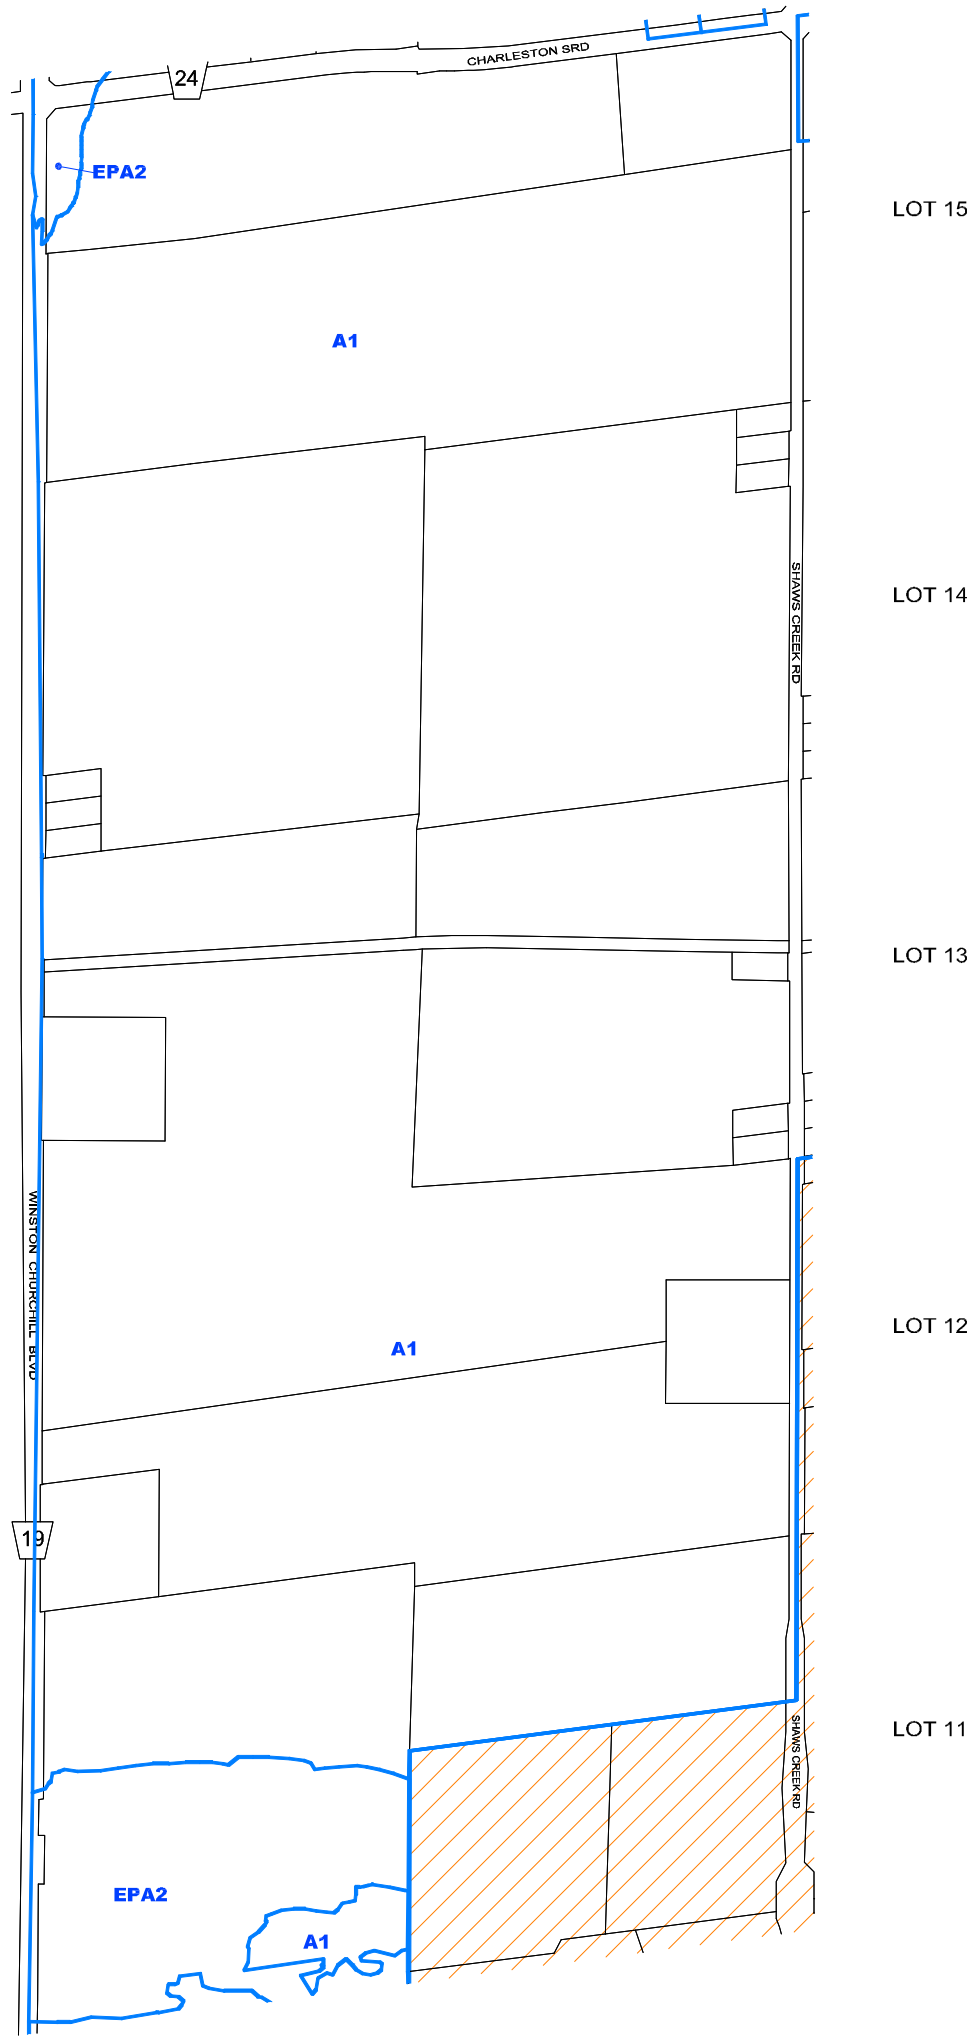 CHARLESTON SRD
24
EPA2
LOT 15
A1
SHAWS CREEK RD
LOT 14
LOT 13
WINSTON CHURCHILL BLVD
LOT 12
A1
19
SHAWS CREEK RD
LOT 11
EPA2
A1